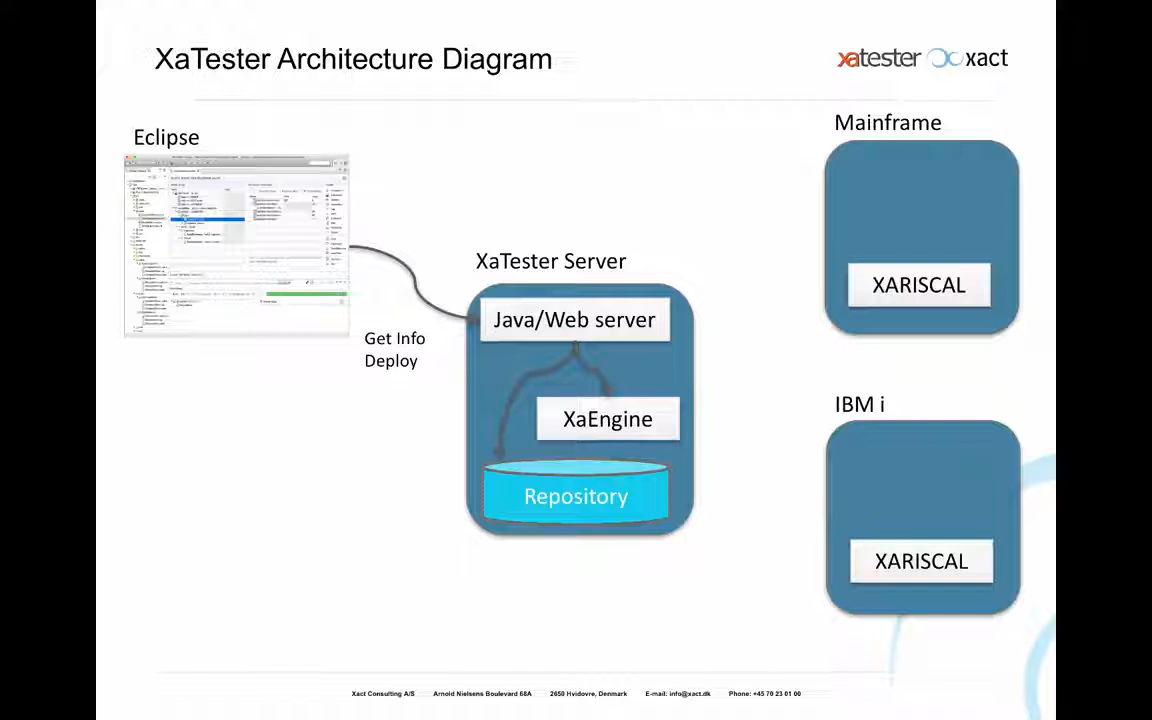 XaTester Architecture Diagram
xatester xact
Mainframe
Eclipse
XaTester Server
XARISCAL
Java/Web server
Get Info
Deploy
IBM i
XaEngine
Repository
XARISCAL
Xact Consulting A/S Arnold Nielsens Boulevard 68A 2650 Hvidovre, Denmark E-mail: info@xact.dk Phone: +45 70 23 01 00